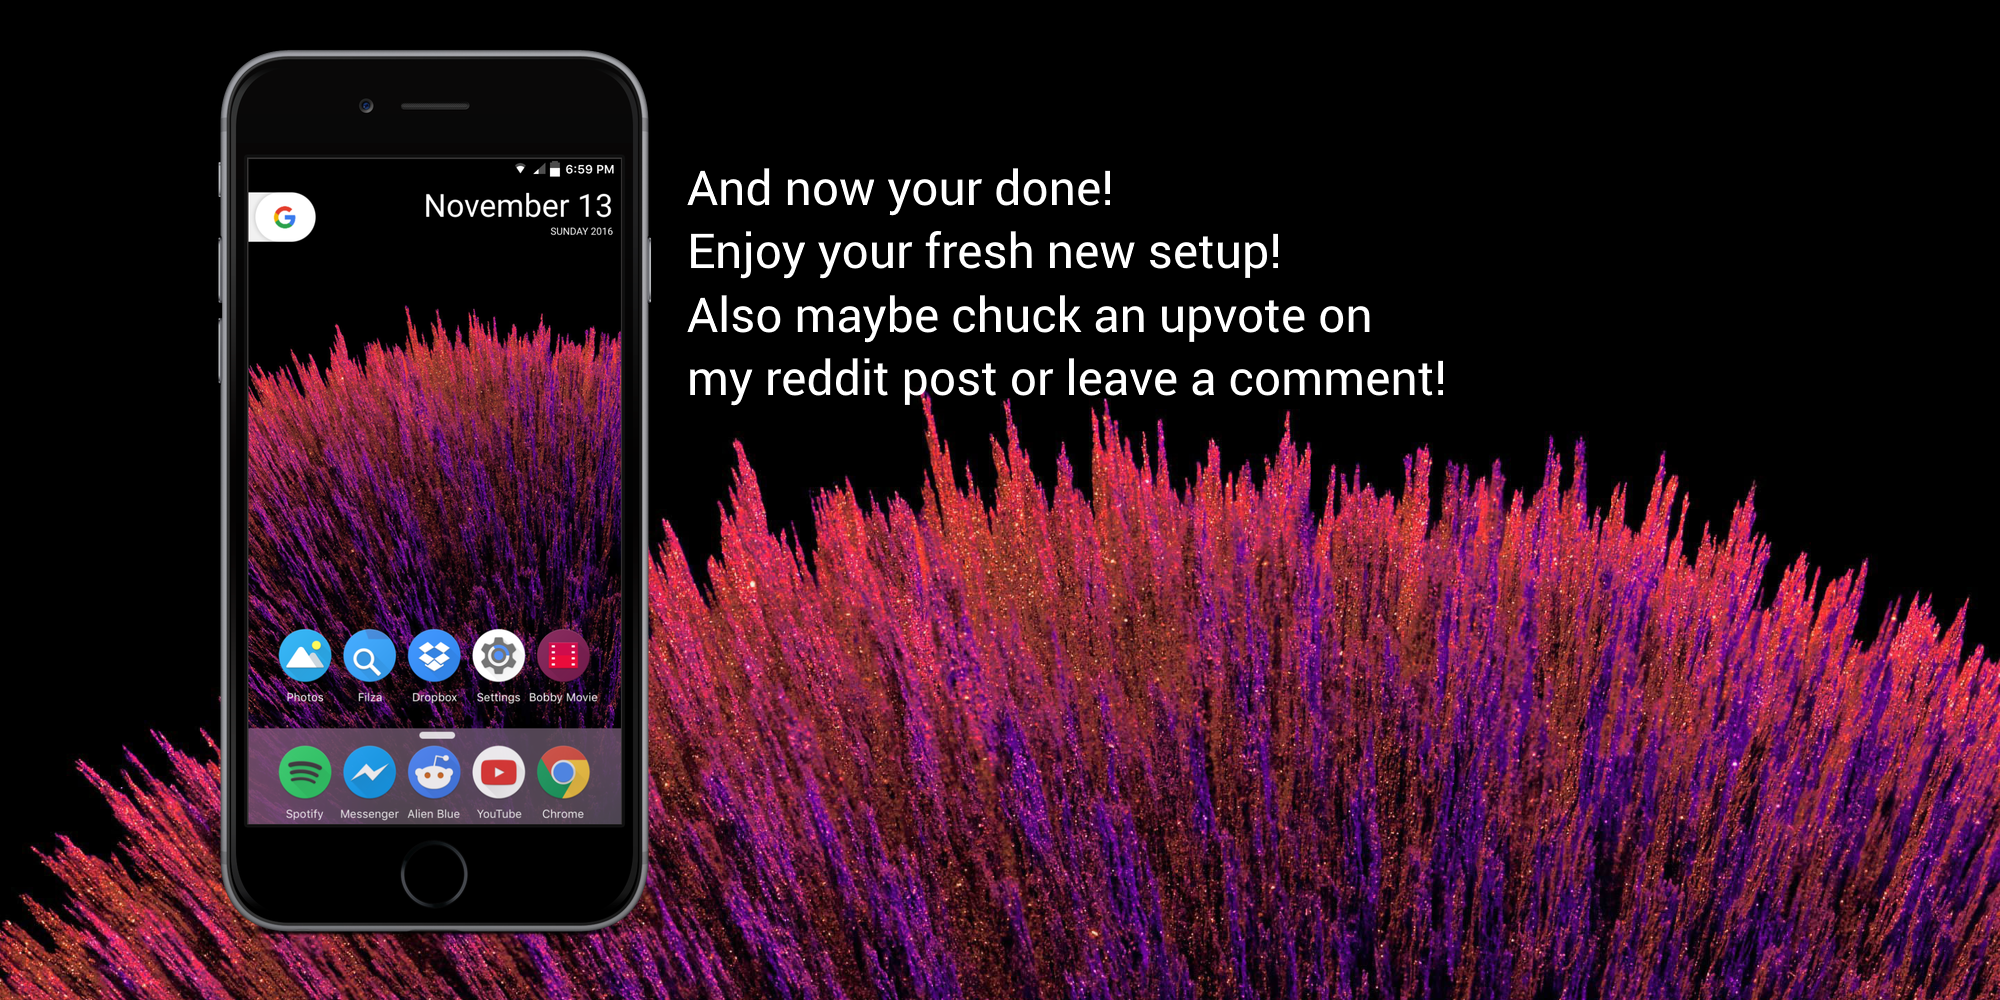 6:59 PM
G
November 13
SUNDAY 2016
And now your done!
Enjoy your fresh new setup!
Also maybe chuck an upvote on
my reddit post or leave a comment!
Photos Filza Dropbox Settings Bobby Movie
Spotify Messenger Alien Blue YouTube Chrome